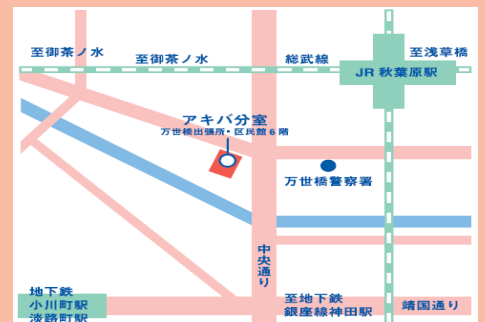 至御茶ノ水
至御茶ノ水
総武線
至浅草橋
JR 秋葉原駅
アキバ分室
万世橋出張所・区民館6階
万世橋警察署
中央通り
地下鉄
小川町駅
淡路町駅
至地下鉄
銀座線神田駅
靖国通り